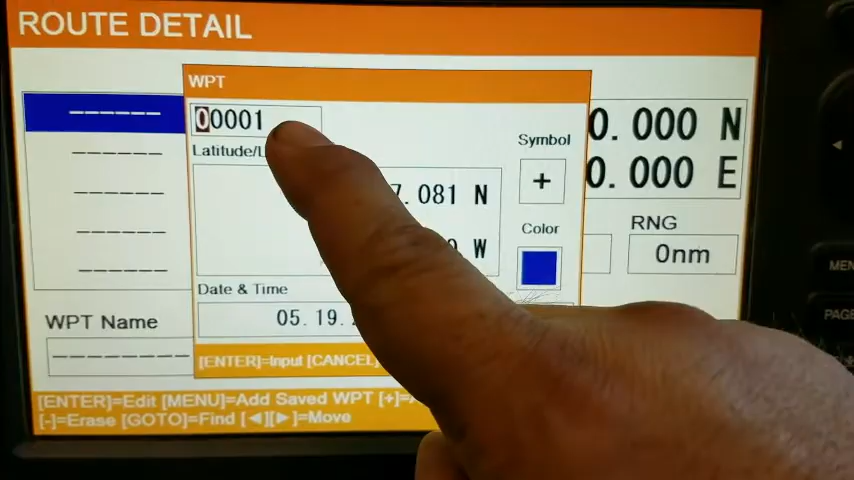 ROUTE DETAIL
WPT
00001
Latitude/L
7.081 N
W
Symbol
+
Color
0.000 N
0.000 E
RNG
0nm
Date & Time
05.19.
WPT Name
[ENTER]=Input [CANCEL]
[ENTER]=Edit [MENU]=Add Saved WPT [+]=
[-]=Erase [GOTO]=Find [◄][►]=Move
MEN
PAGE